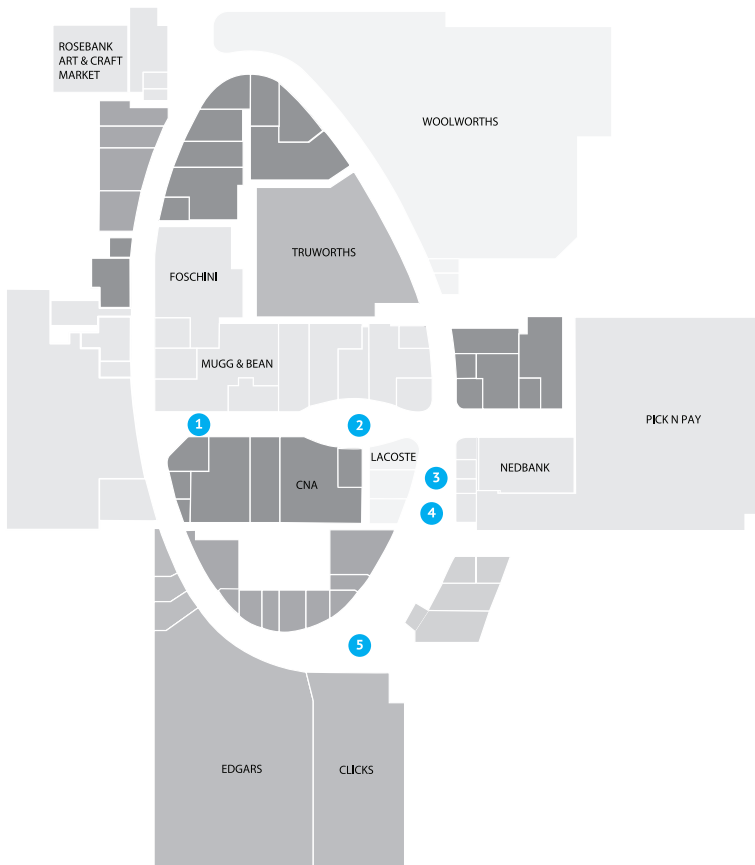 ROSEBANK
ART & CRAFT
MARKET
WOOLWORTHS
TRUWORTHS
FOSCHINI
MUGG & BEAN
PICK N PAY
1
2
LACOSTE
NEDBANK
3
CNA
4
5
EDGARS
CLICKS